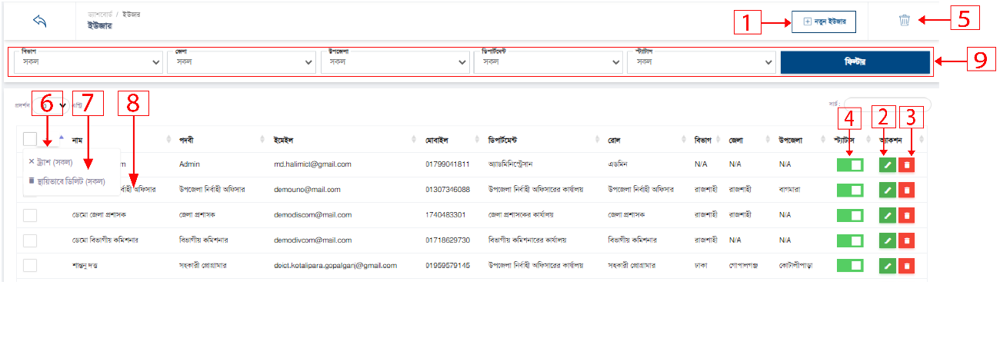 ড্যাশবোর্ড / ইউজার
ইউজার
1
নতুন ইউজার
5
বিভাগ জেলা উপজেলা ডিপার্টমেন্ট স্ট্যাটাস
সকল সকল সকল সকল সকল ফিল্টার
9
প্রদর্শন এন্ট্রি
6 7 8
সার্চ :
4 2 3
নাম পদবী ইমেইল মোবাইল ডিপার্টমেন্ট রোল বিভাগ জেলা উপজেলা স্ট্যাটাস অ্যাকশন
ট্র্যাশ (সকল)
স্থায়িভাবে ডিলিট (সকল)
m Admin md.halimict@gmail.com 01799041811 অ্যাডমিনিস্ট্রেসান এডমিন N/A N/A N/A
নির্বাহী অফিসার উপজেলা নির্বাহী অফিসার demouno@mail.com 01307346088 উপজেলা নির্বাহী অফিসারের কার্যালয় উপজেলা নির্বাহী অফিসার রাজশাহী রাজশাহী বাগমারা
ডেমো জেলা প্রশাসক জেলা প্রশাসক demodiscom@mail.com 1740483301 জেলা প্রশাসকের কার্যালয় জেলা প্রশাসক রাজশাহী রাজশাহী N/A
ডেমো বিভাগীয় কমিশনার বিভাগীয় কমিশনার demodivcom@mail.com 01718629730 বিভাগীয় কমিশনারের কার্যালয় বিভাগীয় কমিশনার রাজশাহী N/A N/A
শান্তনু দত্ত সহকারী প্রোগ্রামার doict.kotalipara.gopalganj@gmail.com 01959579145 উপজেলা নির্বাহী অফিসারের কার্যালয় সহকারী প্রোগ্রামার ঢাকা গোপালগঞ্জ কোটালীপাড়া